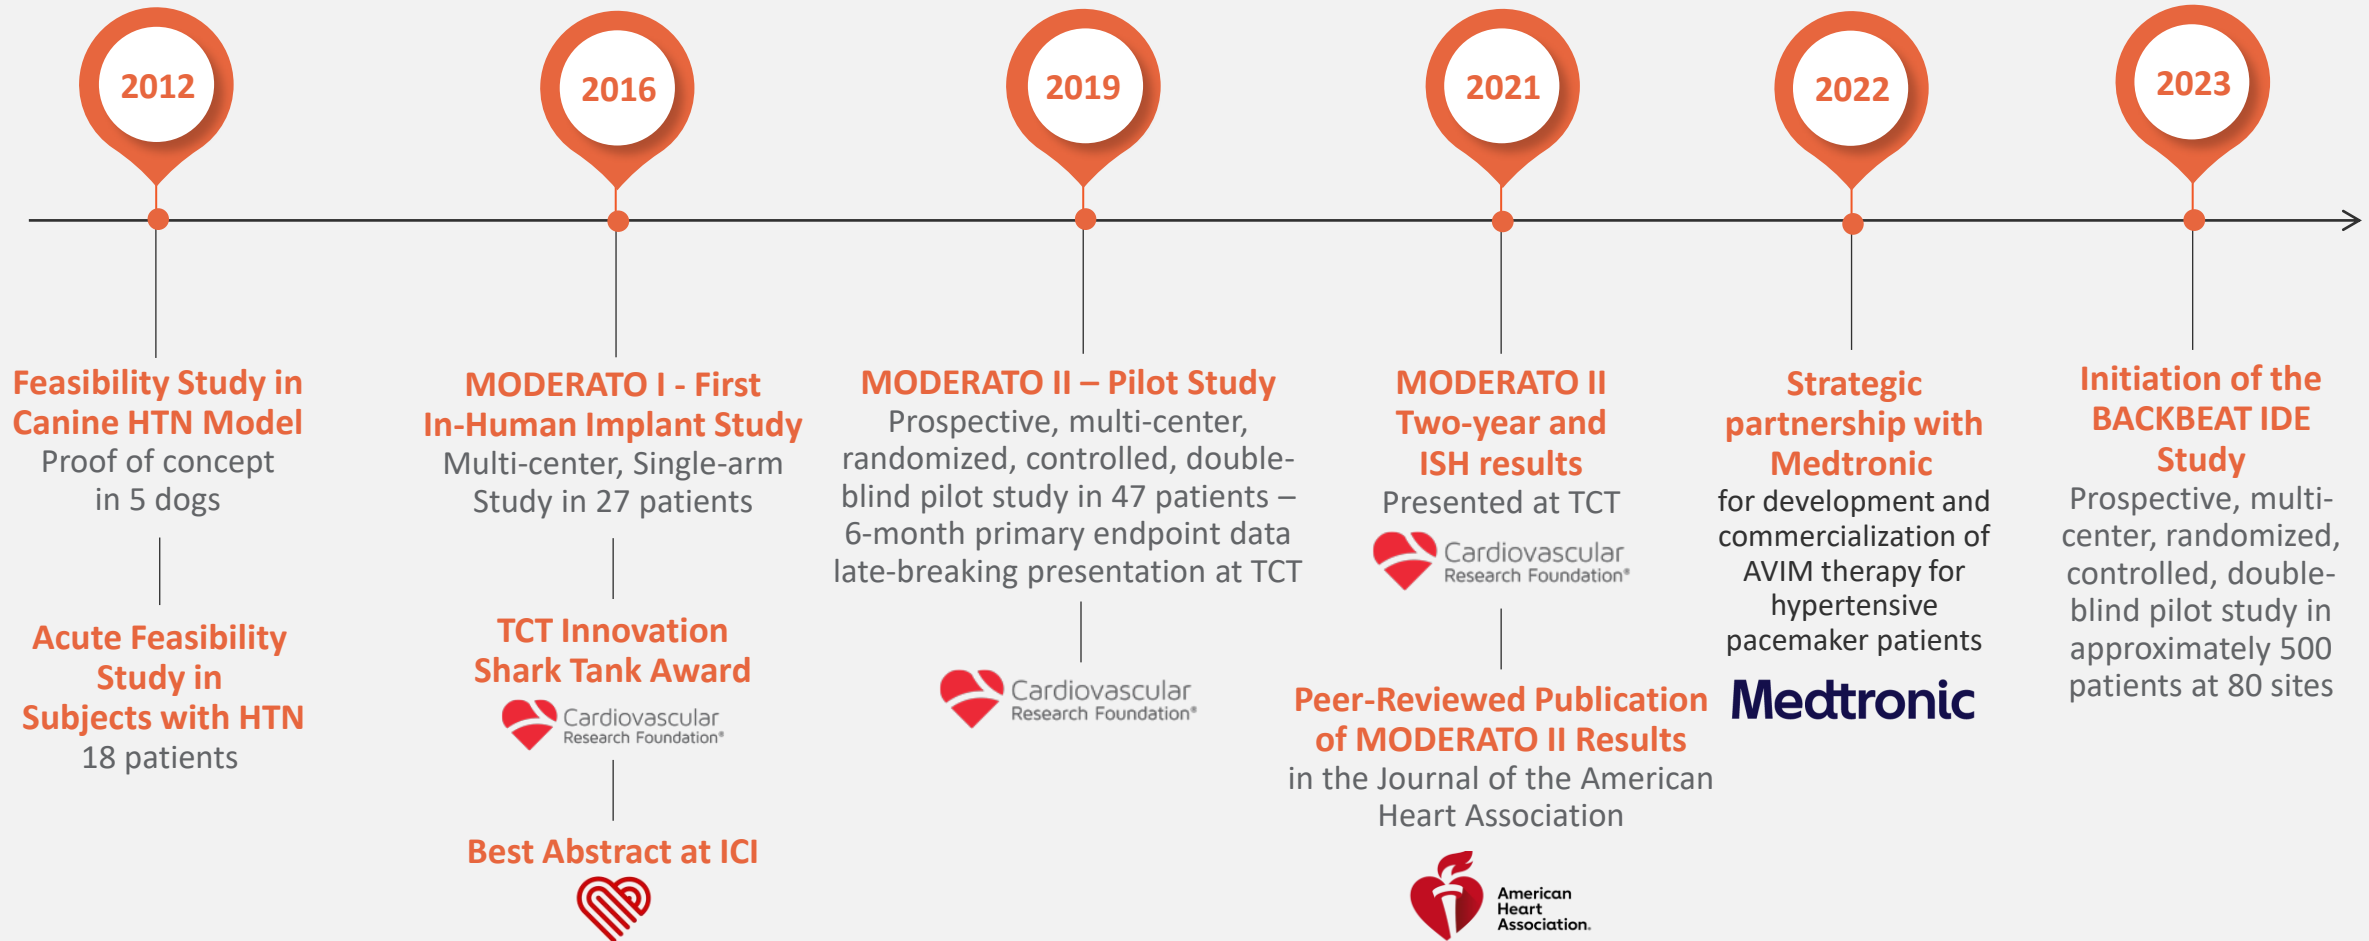 2012
Feasibility Study in
Canine HTN Model
Proof of concept
in 5 dogs
Acute Feasibility
Study in
Subjects with HTN
18 patients
2016
MODERATO I - First
In-Human Implant Study
Multi-center, Single-arm
Study in 27 patients
TCT Innovation
Shark Tank Award
Cardiovascular
Research Foundation®
Best Abstract at ICI
2019
MODERATO II – Pilot Study
Prospective, multi-center,
randomized, controlled, double-
blind pilot study in 47 patients –
6-month primary endpoint data
late-breaking presentation at TCT
Cardiovascular
Research Foundation®
2021
MODERATO II
Two-year and
ISH results
Presented at TCT
Cardiovascular
Research Foundation®
Peer-Reviewed Publication
of MODERATO II Results
in the Journal of the American
Heart Association
American
Heart
Association.
2022
Strategic
partnership with
Medtronic
for development and
commercialization of
AVIM therapy for
hypertensive
pacemaker patients
Medtronic
2023
Initiation of the
BACKBEAT IDE
Study
Prospective, multi-
center, randomized,
controlled, double-
blind pilot study in
approximately 500
patients at 80 sites